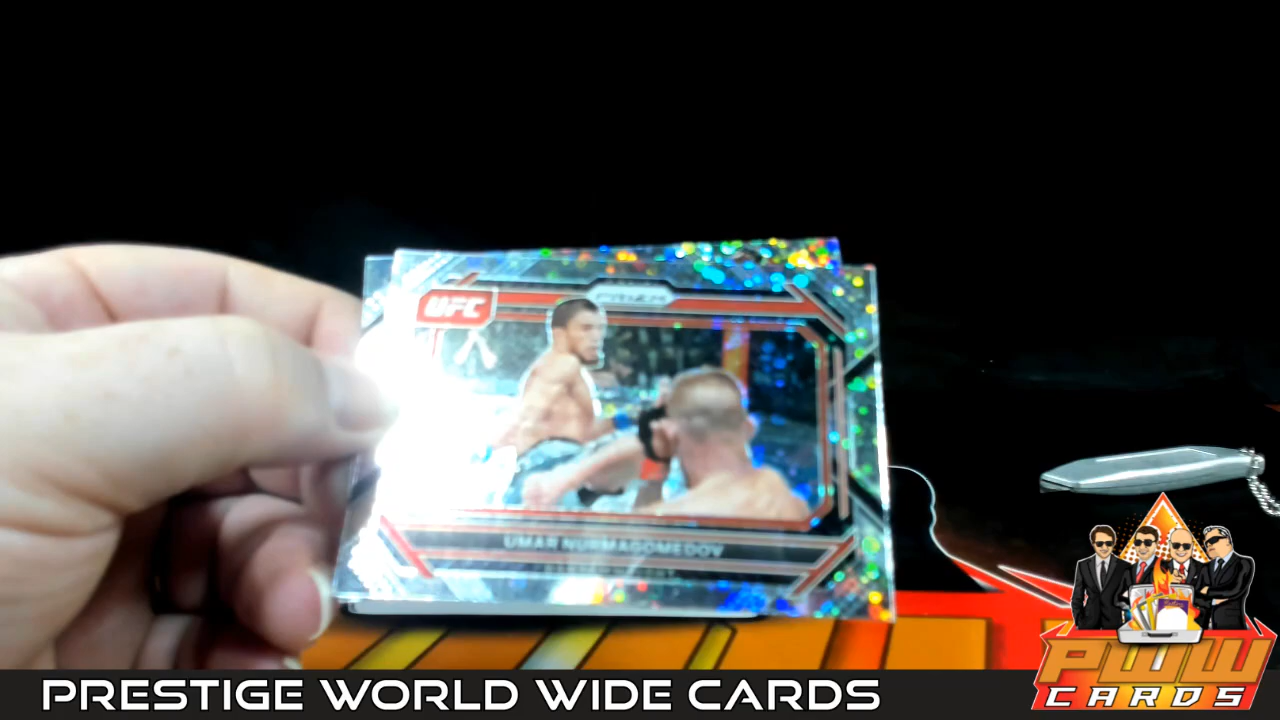 UFC
PRIZM
UMAR NURMAGOMEDOV
PWW
CARDS
PRESTIGE WORLD WIDE CARDS